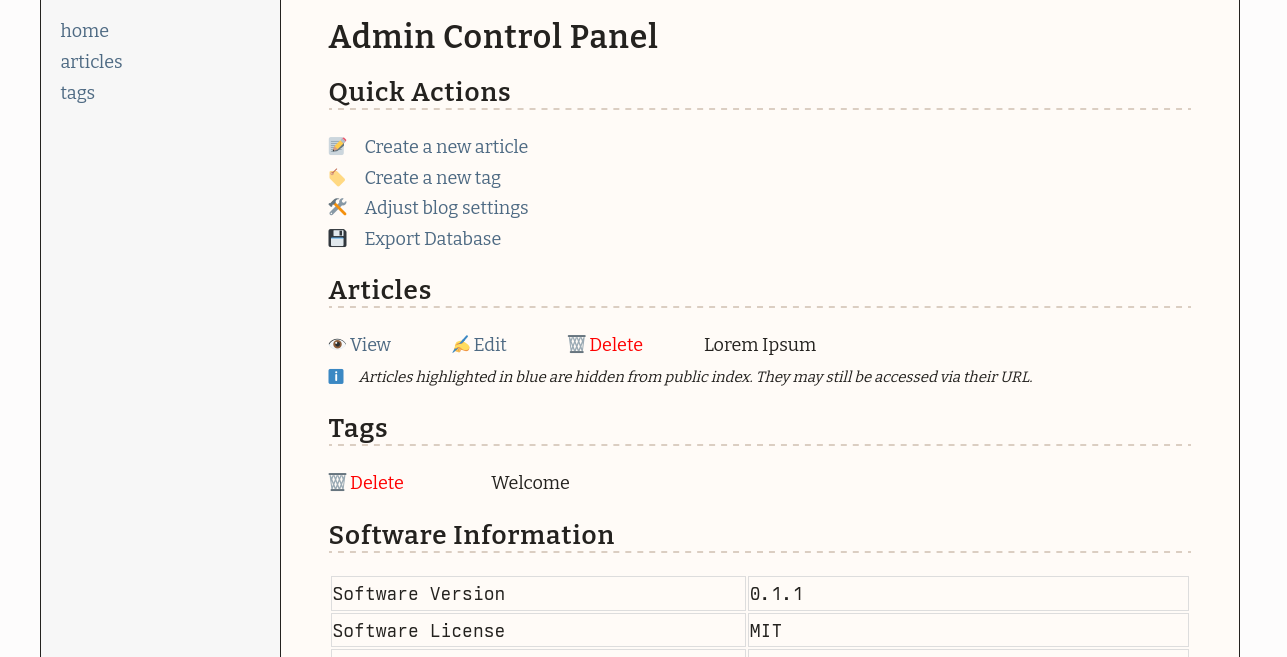 home
articles
tags
Admin Control Panel
Quick Actions
Create a new article
Create a new tag
Adjust blog settings
Export Database
Articles
View Edit Delete Lorem Ipsum
Articles highlighted in blue are hidden from public index. They may still be accessed via their URL.
Tags
Delete Welcome
Software Information
Software Version 0.1.1
Software License MIT